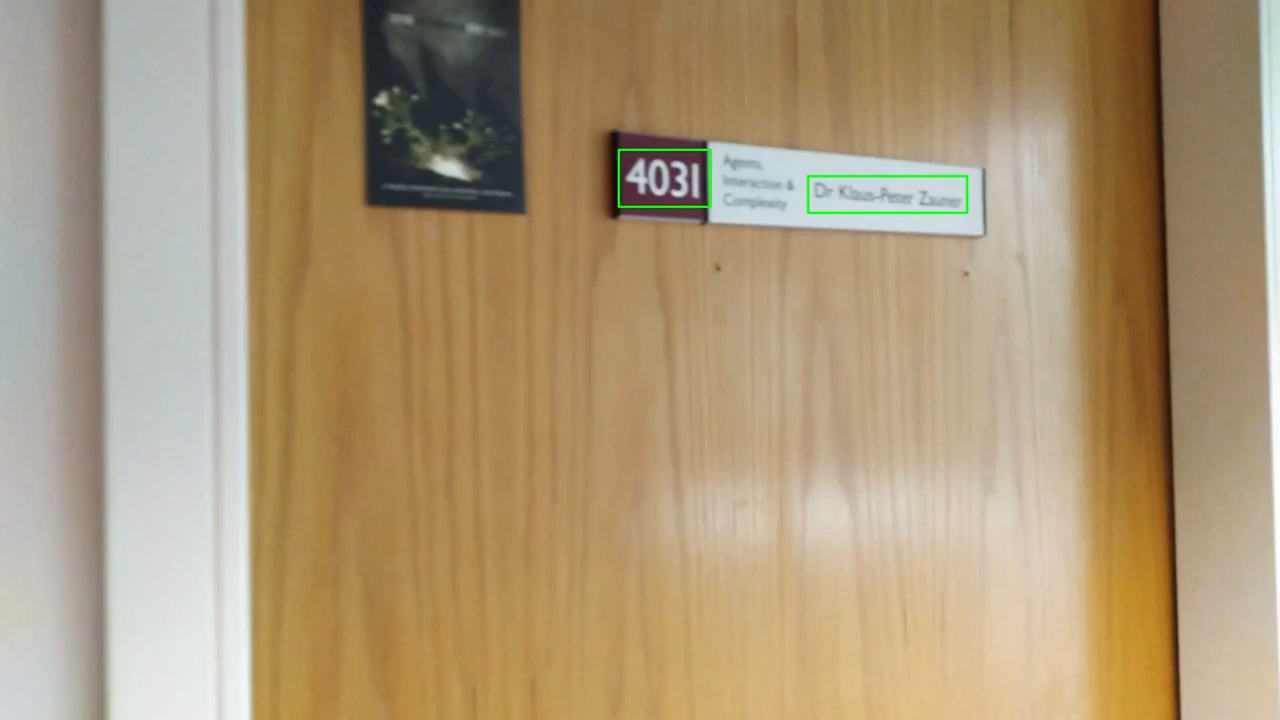 4031
Agents,
Interaction &
Complexity
Dr Klaus-Peter Zauner